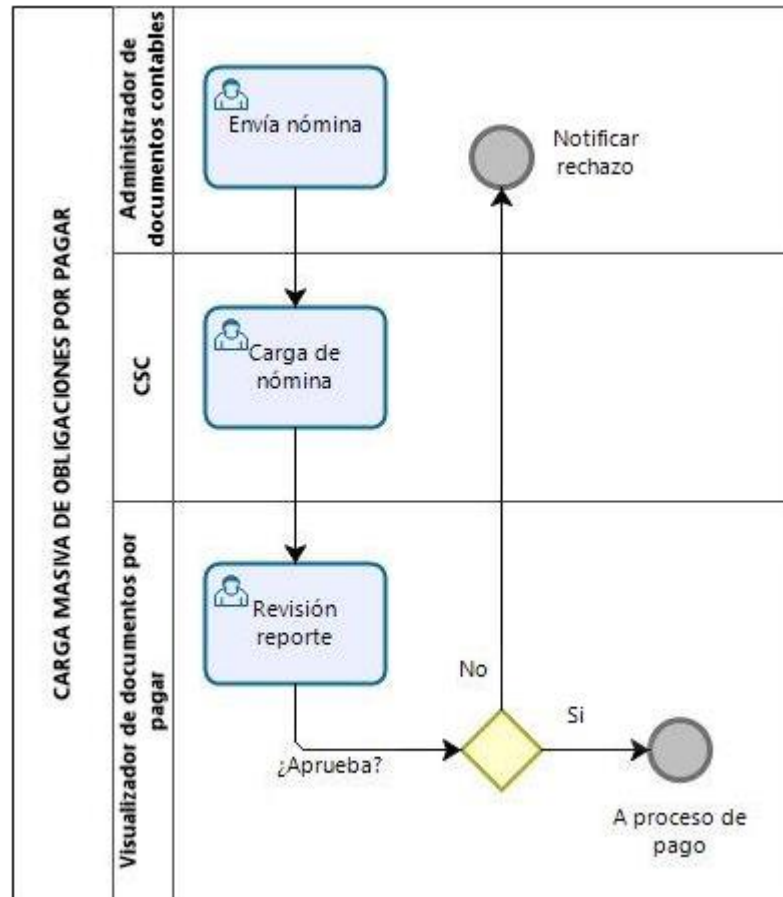 CARGA MASIVA DE OBLIGACIONES POR PAGAR
Administrador de
documentos contables
Envía nómina
Notificar
rechazo
CSC
Carga de
nómina
Visualizador de documentos por
pagar
Revisión
reporte
No
Si
¿Aprueba?
A proceso de
pago